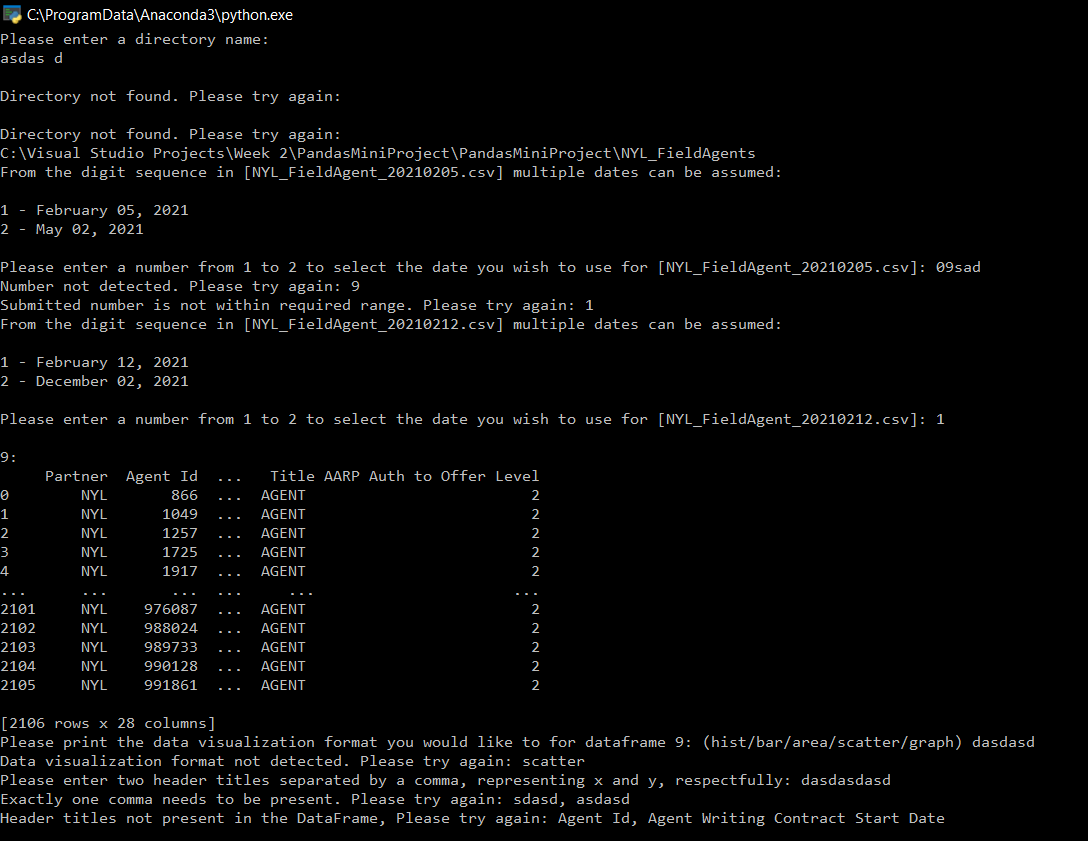 C:\ProgramData\Anaconda3\python.exe
Please enter a directory name:
asdas d
Directory not found. Please try again:
Directory not found. Please try again:
C:\Visual Studio Projects\Week 2\PandasMiniProject\PandasMiniProject\NYL_FieldAgents
From the digit sequence in [NYL_FieldAgent_20210205.csv] multiple dates can be assumed:
1 - February 05, 2021
2 - May 02, 2021
Please enter a number from 1 to 2 to select the date you wish to use for [NYL_FieldAgent_20210205.csv]: 09sad
Number not detected. Please try again: 9
Submitted number is not within required range. Please try again: 1
From the digit sequence in [NYL_FieldAgent_20210212.csv] multiple dates can be assumed:
1 - February 12, 2021
2 - December 02, 2021
Please enter a number from 1 to 2 to select the date you wish to use for [NYL_FieldAgent_20210212.csv]: 1
9:
     Partner  Agent Id  ...   Title AARP Auth to Offer Level
0        NYL       866  ...  AGENT                         2
1        NYL      1049  ...  AGENT                         2
2        NYL      1257  ...  AGENT                         2
3        NYL      1725  ...  AGENT                         2
4        NYL      1917  ...  AGENT                         2
...      ...       ...  ...     ...                      ...
2101     NYL    976087  ...  AGENT                         2
2102     NYL    988024  ...  AGENT                         2
2103     NYL    989733  ...  AGENT                         2
2104     NYL    990128  ...  AGENT                         2
2105     NYL    991861  ...  AGENT                         2
[2106 rows x 28 columns]
Please print the data visualization format you would like to for dataframe 9: (hist/bar/area/scatter/graph) dasdasd
Data visualization format not detected. Please try again: scatter
Please enter two header titles separated by a comma, representing x and y, respectfully: dasdasdasd
Exactly one comma needs to be present. Please try again: sdasd, asdasd
Header titles not present in the DataFrame, Please try again: Agent Id, Agent Writing Contract Start Date